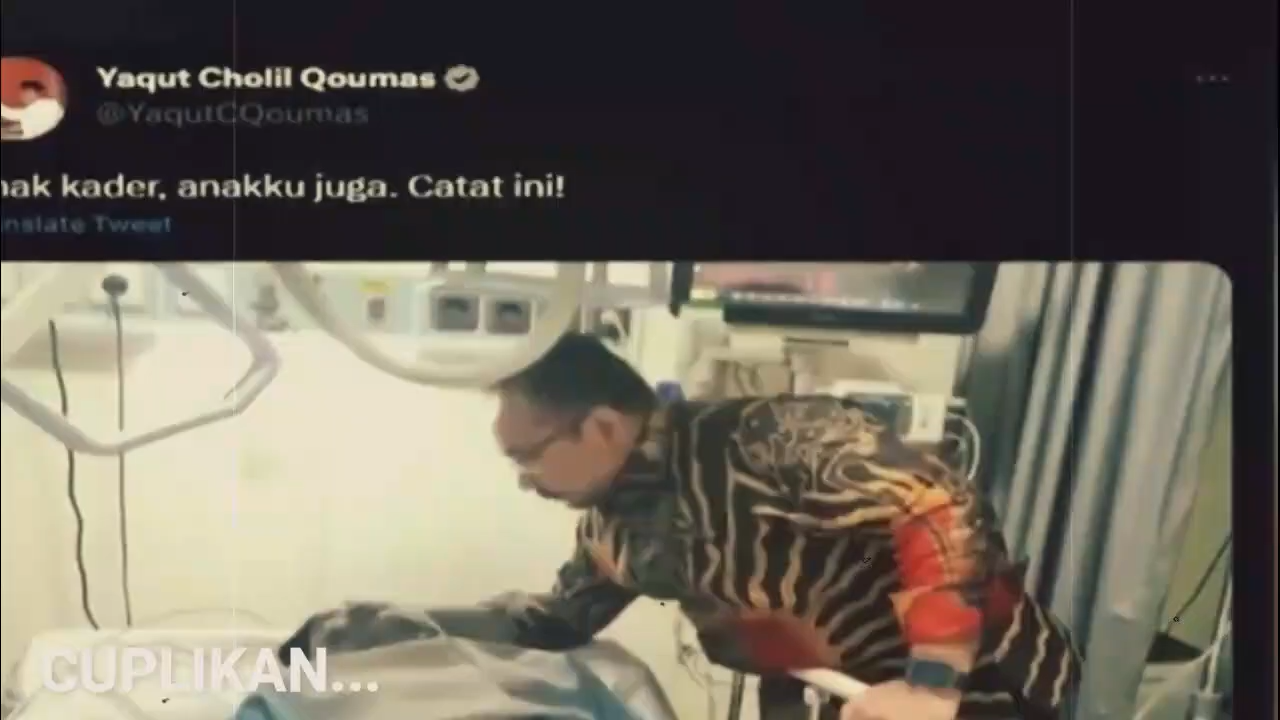 Yaqut Cholil Qoumas
@YaqutCQoumas
nak kader, anakku juga. Catat ini!
nslate Tweet
CUPLIKAN...